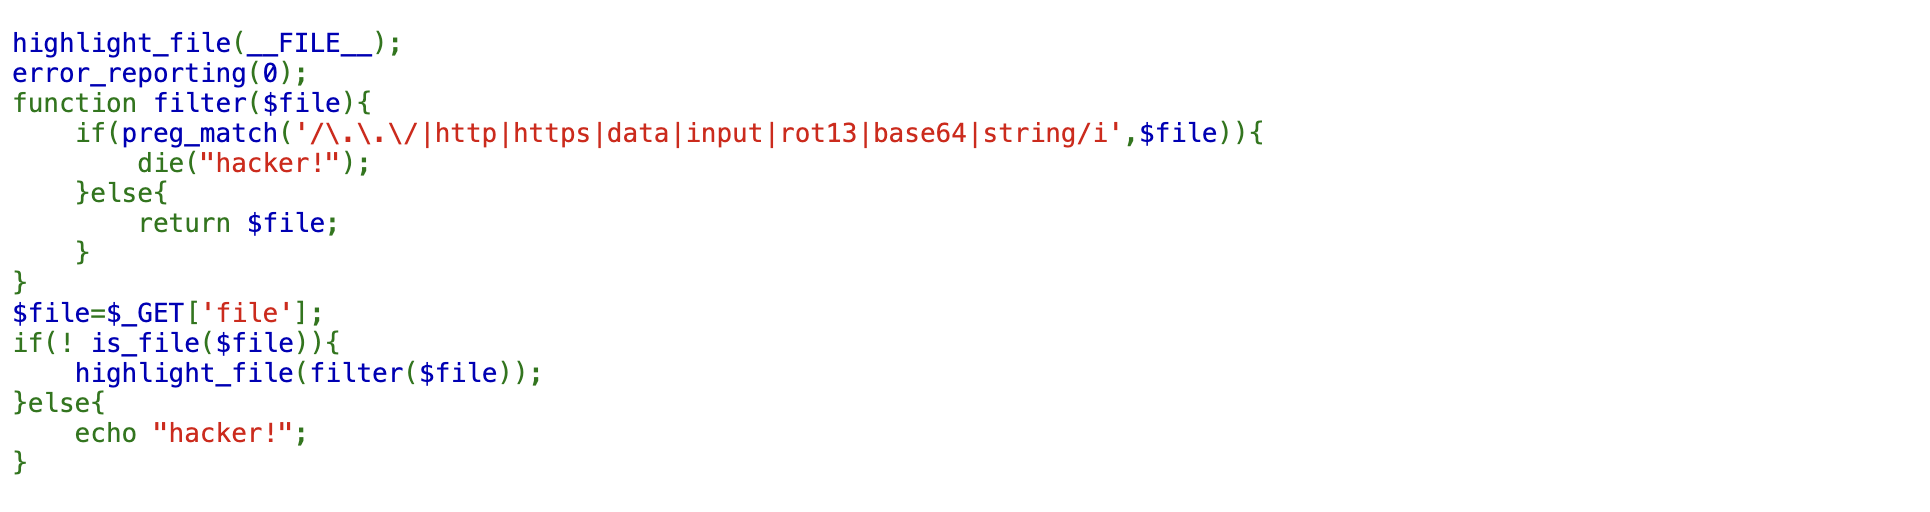 highlight_file(__FILE__);
error_reporting(0);
function filter($file){
    if(preg_match('/\.\.\/|http|https|data|input|rot13|base64|string/i',$file)){
        die("hacker!");
    }else{
        return $file;
    }
}
$file=$_GET['file'];
if(! is_file($file)){
    highlight_file(filter($file));
}else{
    echo "hacker!";
}